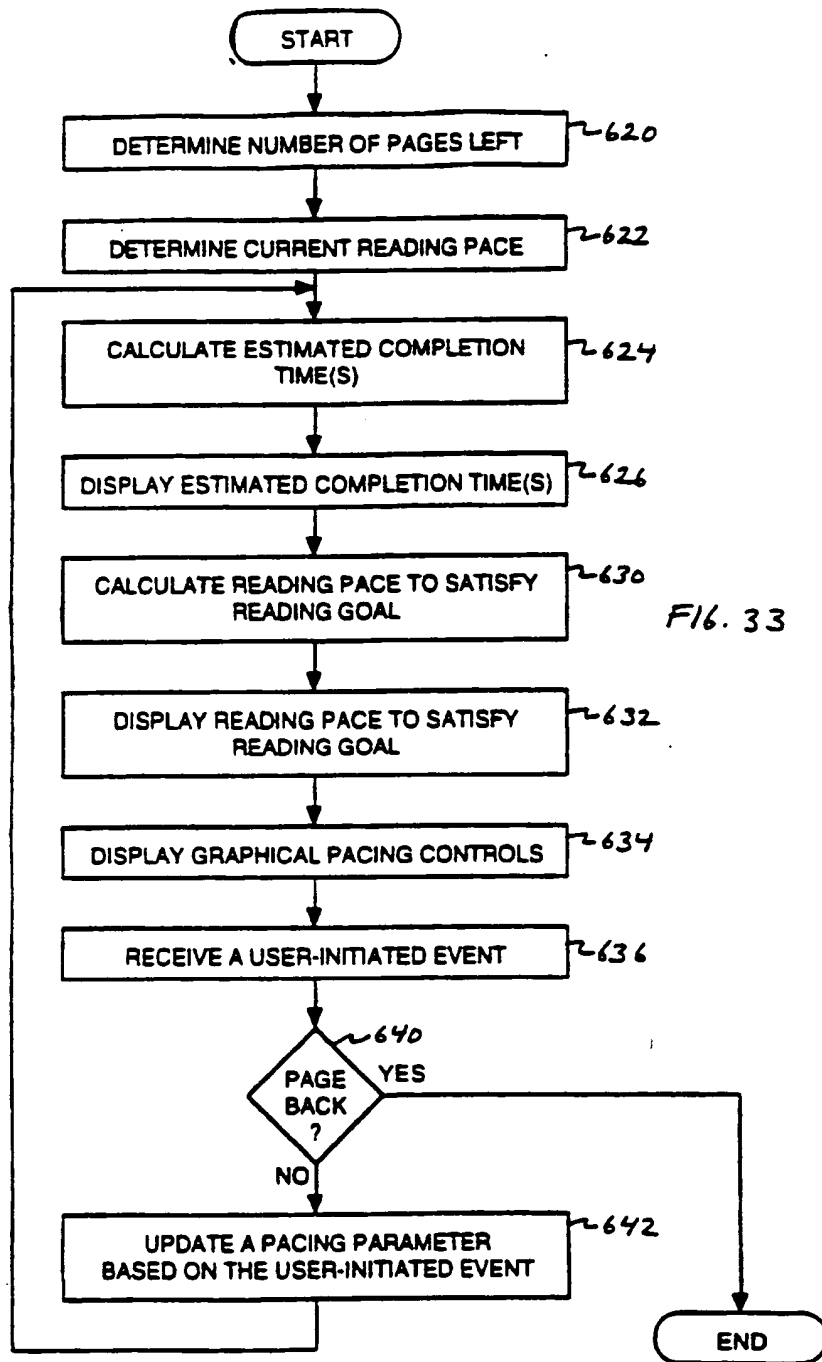 START
DETERMINE NUMBER OF PAGES LEFT
620
DETERMINE CURRENT READING PACE
622
CALCULATE ESTIMATED COMPLETION
TIME(S)
624
DISPLAY ESTIMATED COMPLETION TIME(S)
626
CALCULATE READING PACE TO SATISFY
READING GOAL
630
FIG. 33
DISPLAY READING PACE TO SATISFY
READING GOAL
632
DISPLAY GRAPHICAL PACING CONTROLS
634
RECEIVE A USER-INITIATED EVENT
636
640
PAGE
BACK
?
YES
NO
UPDATE A PACING PARAMETER
BASED ON THE USER-INITIATED EVENT
642
END